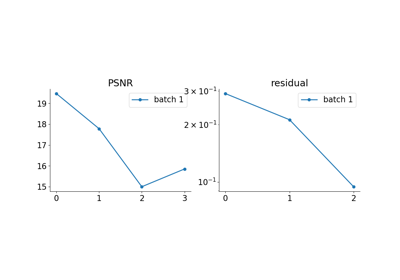 PSNR
batch 1
19
18
17
16
15
0 1 2 3
residual
batch 1
3 × 10⁻¹
2 × 10⁻¹
10⁻¹
0 1 2